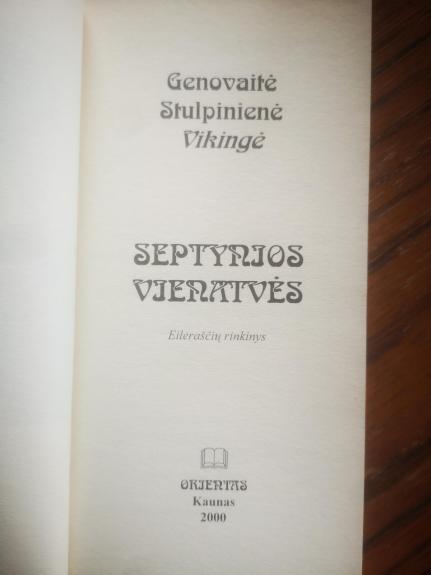 Genovaitė
Stulpinienė
Vikingė
SEPTYNIOS
VIENATVĖS
Eilėraščių rinkinys
ORIENTAS
Kaunas
2000